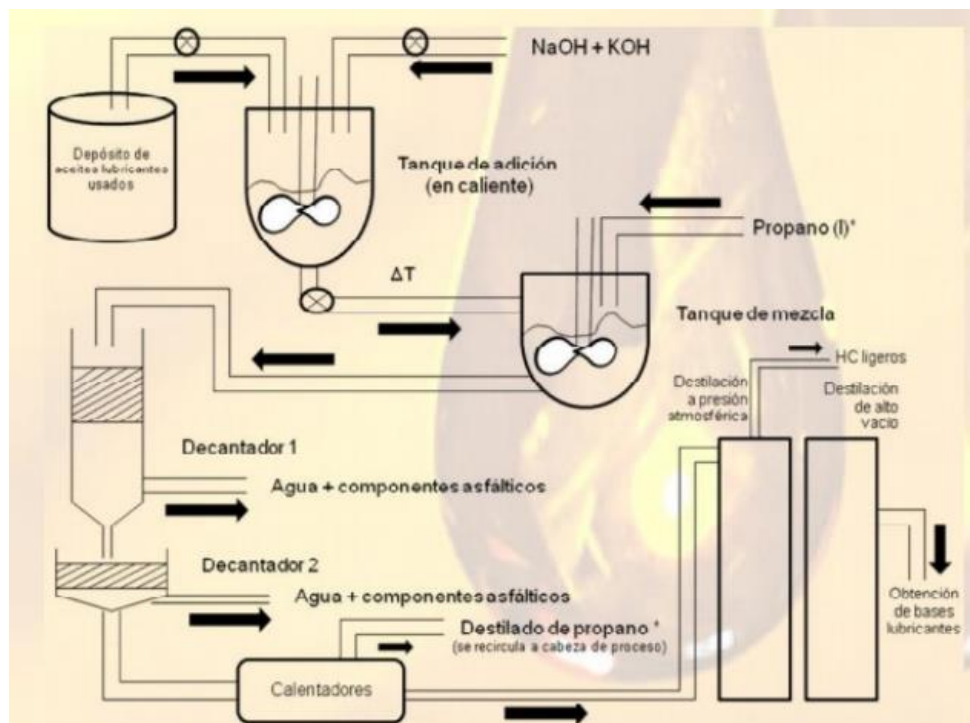 NaOH + KOH
Depósito de
aceites lubricantes
usados
Tanque de adición
(en caliente)
Propano (l)*
ΔT
Tanque de mezcla
HC ligeros
Destilación
a presión
atmosférica
Destilación
de alto
vacío
Decantador 1
Agua + componentes asfálticos
Decantador 2
Agua + componentes asfálticos
Destilado de propano *
(se recircula a cabeza de proceso)
Obtención
de bases
lubricantes
Calentadores